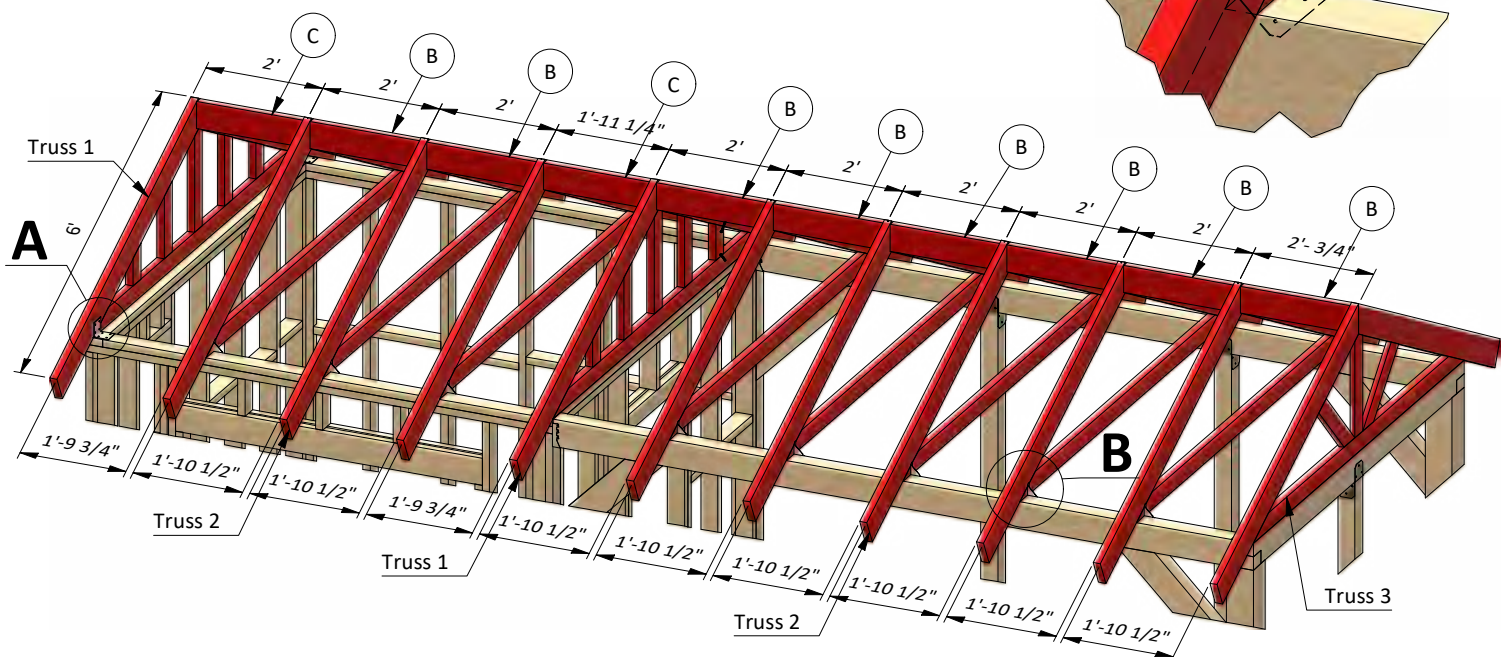 C
2'
B
2'
B
2'
C
1'-11 1/4"
B
2'
B
2'
B
2'
B
2'
B
2'
B
2'- 3/4"
Truss 1
6'
A
B
1'-9 3/4"
1'-10 1/2"
1'-10 1/2"
1'-9 3/4"
1'-10 1/2"
1'-10 1/2"
1'-10 1/2"
1'-10 1/2"
1'-10 1/2"
1'-10 1/2"
Truss 2
Truss 1
Truss 2
Truss 3